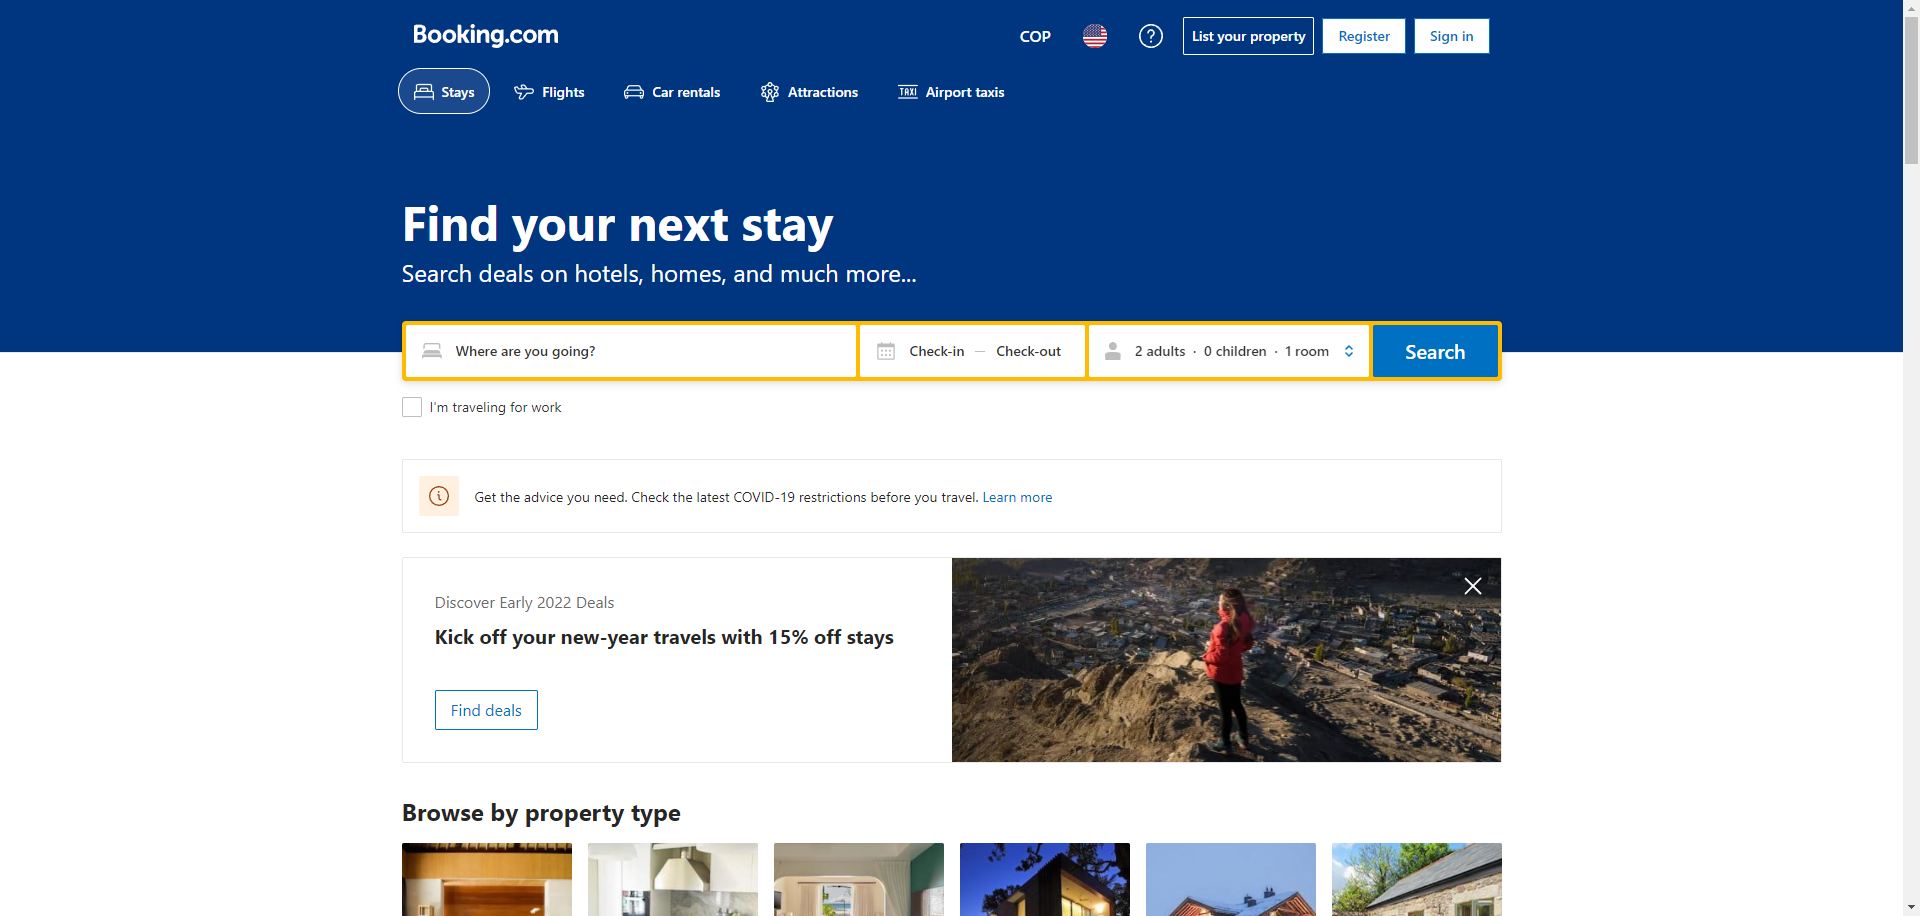 Booking.com
COP
List your property
Register
Sign in
Stays
Flights
Car rentals
Attractions
TAXI Airport taxis
Find your next stay
Search deals on hotels, homes, and much more...
Where are you going?
Check-in — Check-out
2 adults · 0 children · 1 room
Search
I'm traveling for work
Get the advice you need. Check the latest COVID-19 restrictions before you travel. Learn more
Discover Early 2022 Deals
Kick off your new-year travels with 15% off stays
Find deals
Browse by property type